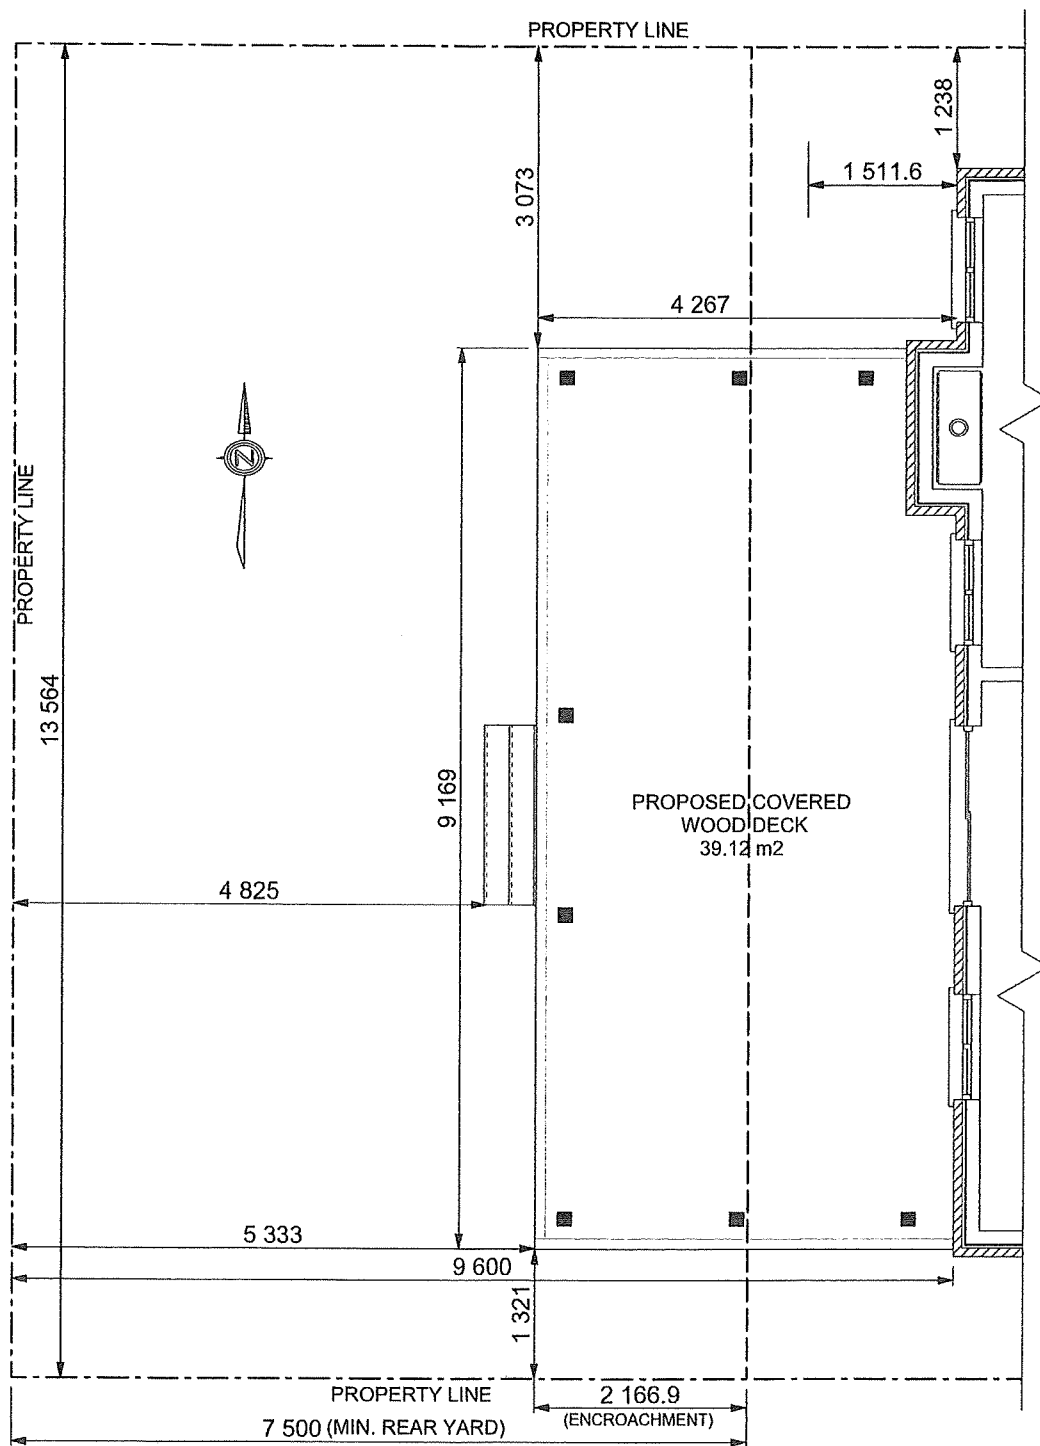 PROPERTY LINE
1 238
1 511.6
3 073
4 267
N
PROPERTY LINE
13 564
9 169
PROPOSED COVERED
WOOD DECK
39.12 m2
4 825
5 333
9 600
1 321
PROPERTY LINE
2 166.9
(ENCROACHMENT)
7 500 (MIN. REAR YARD)